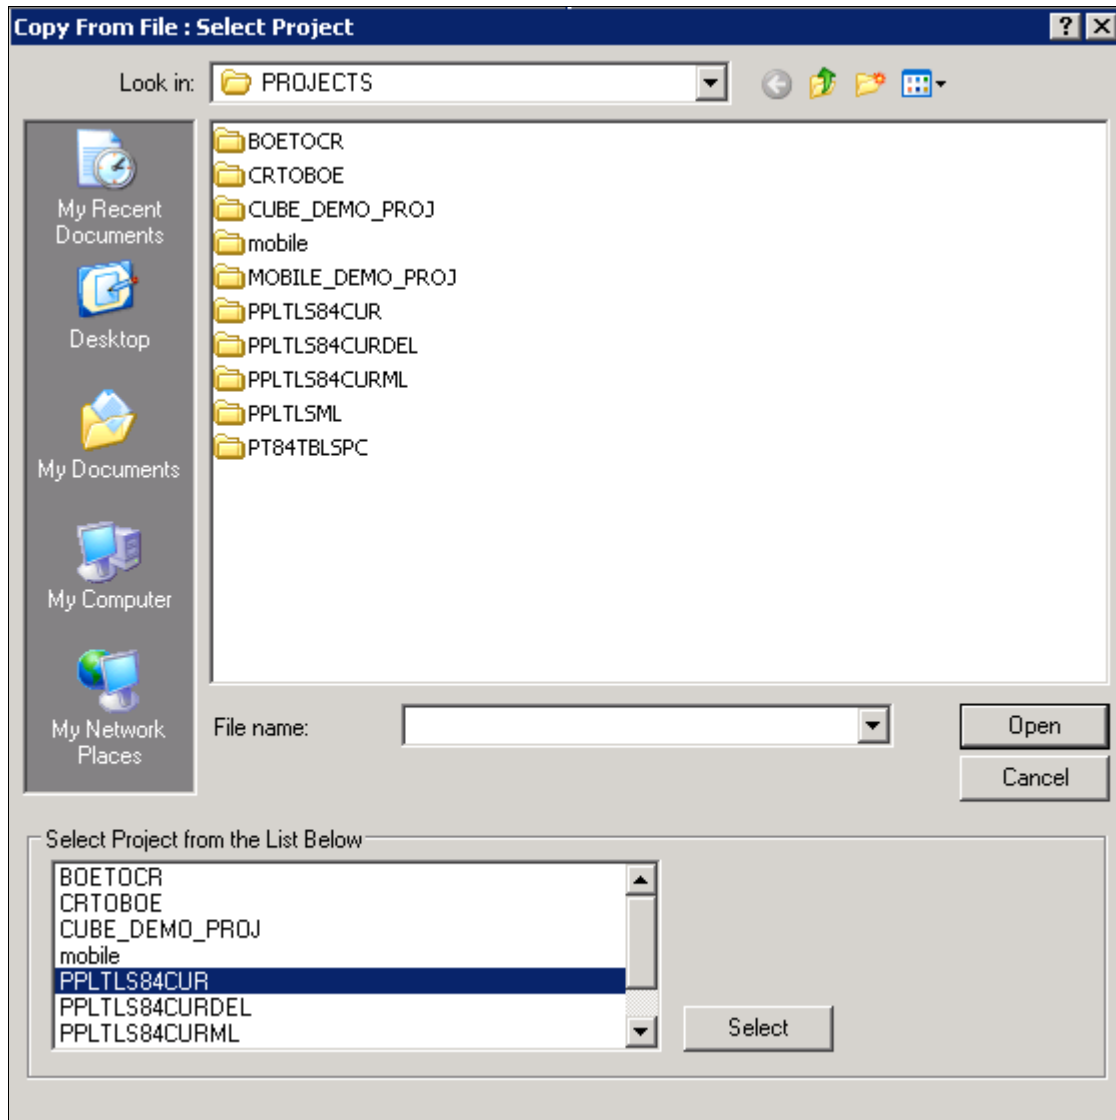 Copy From File : Select Project
Look in:
PROJECTS
My Recent
Documents
Desktop
My Documents
My Computer
My Network
Places
BOETOCR
CRTOBOE
CUBE_DEMO_PROJ
mobile
MOBILE_DEMO_PROJ
PPLTLS84CUR
PPLTLS84CURDEL
PPLTLS84CURML
PPLTLSML
PT84TBLSPC
File name:
Open
Cancel
Select Project from the List Below
BOETOCR
CRTOBOE
CUBE_DEMO_PROJ
mobile
PPLTLS84CUR
PPLTLS84CURDEL
PPLTLS84CURML
Select